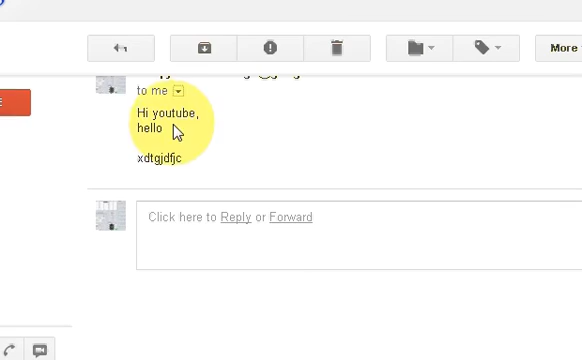 More
to me
Hi youtube,
hello
xdtgjdfjc
Click here to Reply or Forward